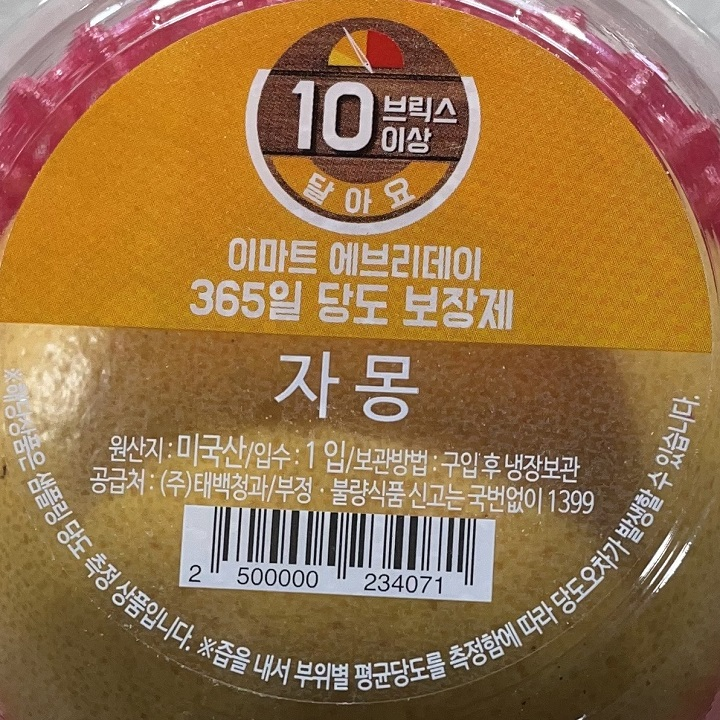 10 브릭스
이상
달아요
이마트 에브리데이
365일 당도 보장제
자몽
원산지 : 미국산/입수 : 1 입/보관방법 : 구입 후 냉장보관
공급처 : (주)태백청과/부정 · 불량식품 신고는 국번없이 1399
2 500000 234071
※해당상품은 샘플링 당도 측정 상품입니다. ※즙을 내서 부위별 평균당도를 측정함에 따라 당도오차가 발생할 수 있습니다.